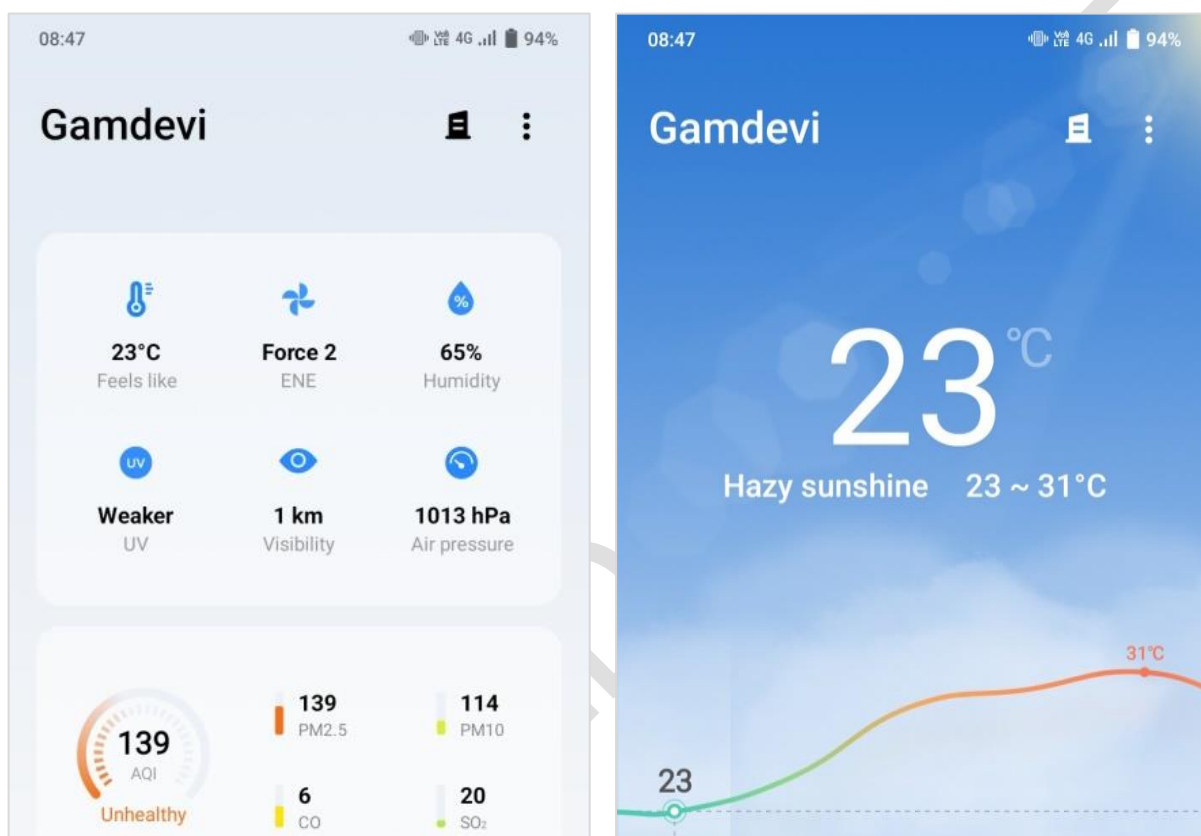 08:47
VoLTE 4G 94%
Gamdevi
23°C
Feels like
Force 2
ENE
%
65%
Humidity
UV
Weaker
UV
1 km
Visibility
1013 hPa
Air pressure
139
AQI
Unhealthy
139
PM2.5
114
PM10
6
CO
20
SO₂
08:47
VoLTE 4G 94%
Gamdevi
23 °C
Hazy sunshine 23 ~ 31°C
31°C
23